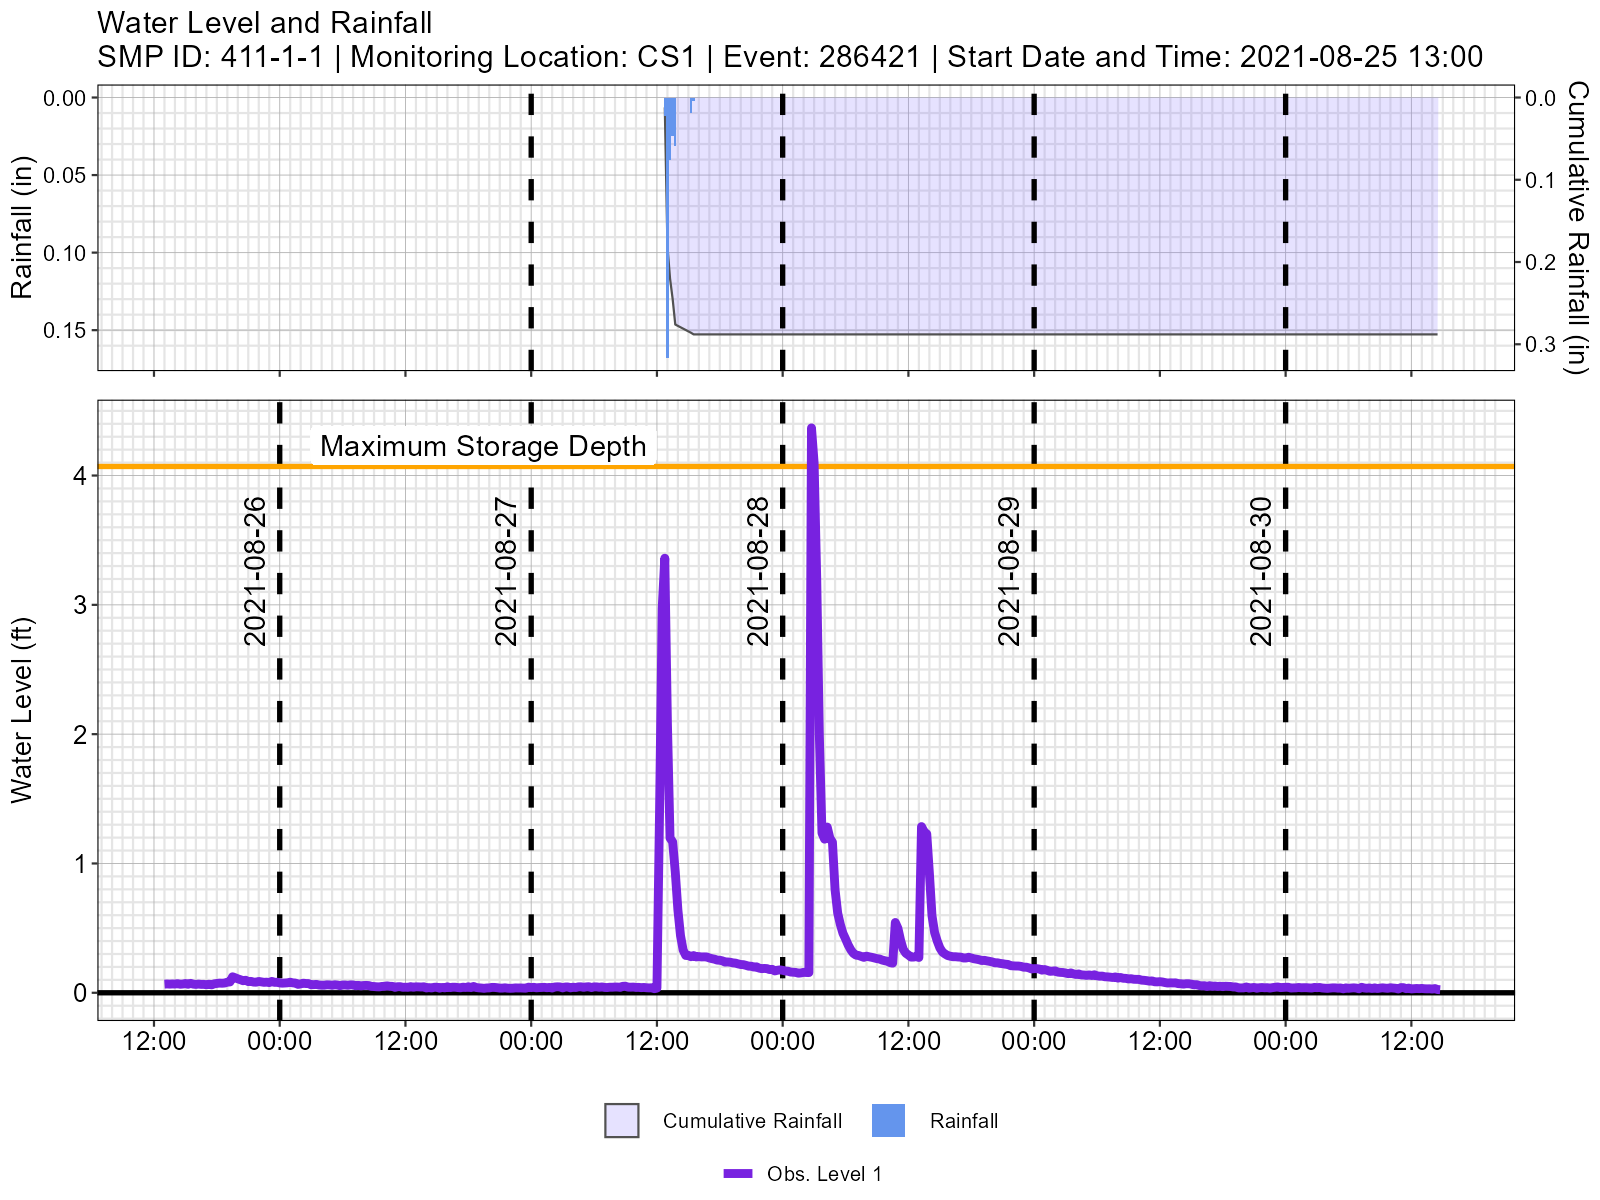 Water Level and Rainfall
SMP ID: 411-1-1 | Monitoring Location: CS1 | Event: 286421 | Start Date and Time: 2021-08-25 13:00
Rainfall (in)
0.00
0.05
0.10
0.15
0.0
0.1
0.2
0.3
Cumulative Rainfall (in)
Water Level (ft)
4
3
2
1
0
Maximum Storage Depth
2021-08-26
2021-08-27
2021-08-28
2021-08-29
2021-08-30
12:00 00:00 12:00 00:00 12:00 00:00 12:00 00:00 12:00 00:00 12:00
Cumulative Rainfall Rainfall
Obs. Level 1